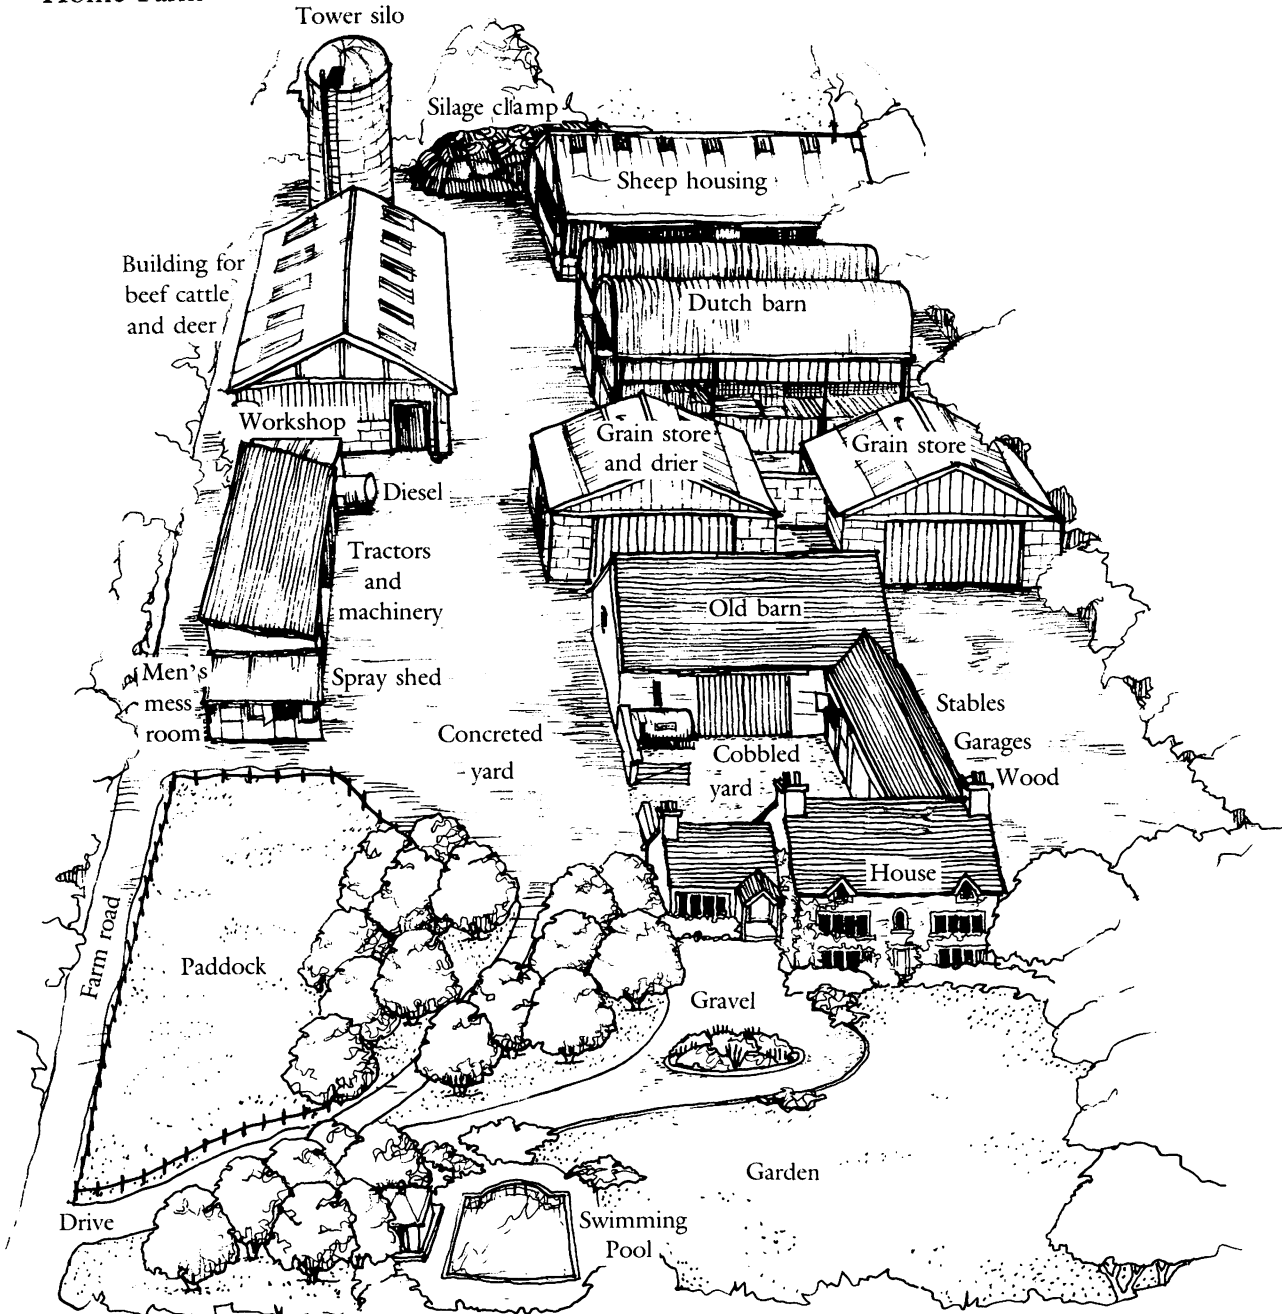 Tower silo
Silage clamp
Sheep housing
Building for
beef cattle
and deer
Dutch barn
Workshop
Grain store
and drier
Grain store
Diesel
Tractors
and
machinery
Old barn
Men's
mess
room
Spray shed
Stables
Concreted
yard
Cobbled
yard
Garages
Wood
House
Farm road
Paddock
Gravel
Garden
Drive
Swimming
Pool